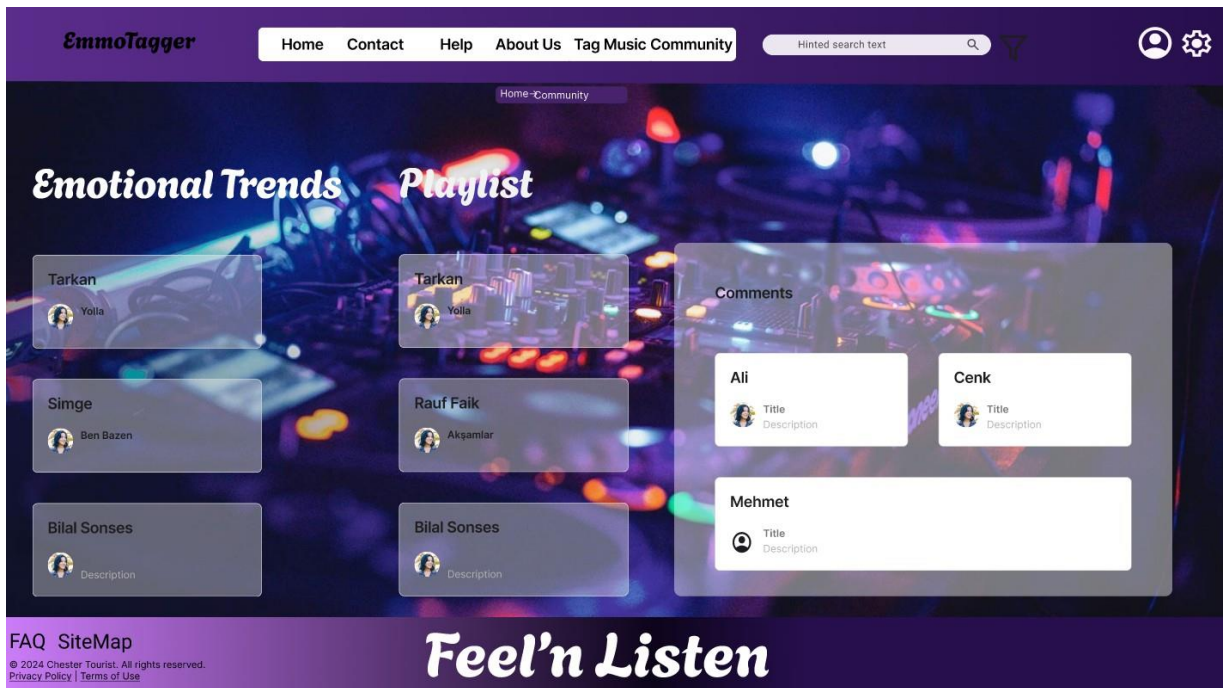 EmmoTagger
Home Contact Help About Us Tag Music Community
Hinted search text
Home→Community
Emotional Trends
Playlist
Tarkan
Yolla
Simge
Ben Bazen
Bilal Sonses
Description
Tarkan
Yolla
Rauf Faik
Akşamlar
Bilal Sonses
Description
Comments
Ali
Title
Description
Cenk
Title
Description
Mehmet
Title
Description
FAQ SiteMap
© 2024 Chester Tourist. All rights reserved.
Privacy Policy | Terms of Use
Feel'n Listen